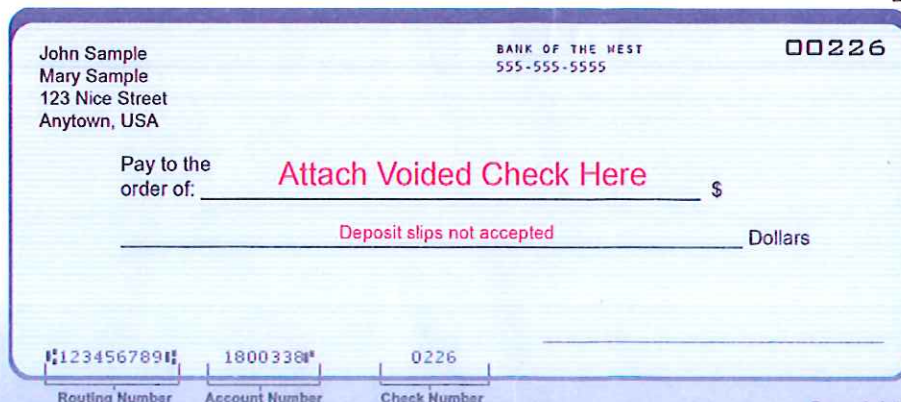 John Sample
Mary Sample
123 Nice Street
Anytown, USA
BANK OF THE WEST
555-555-5555
00226
Pay to the
order of: Attach Voided Check Here $
Deposit slips not accepted Dollars
⑆123456789⑆ 1800338⑈ 0226
Routing Number Account Number Check Number